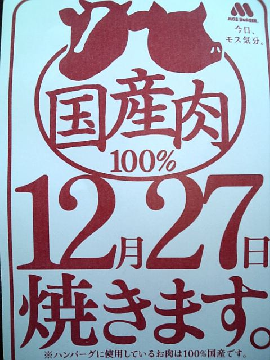 MOS BURGER
今日、
モス気分。
国産肉
100%
12月27日
焼きます。
※ハンバーグに使用しているお肉は100%国産です。